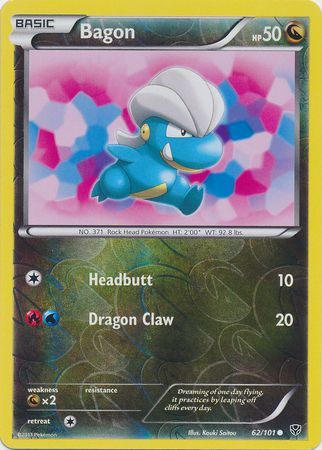 BASIC
Bagon
HP50
NO. 371 Rock Head Pokémon HT: 2'00" WT: 92.8 lbs.
Headbutt 10
Dragon Claw 20
weakness resistance
×2
retreat
Dreaming of one day flying,
it practices by leaping off
cliffs every day.
©2013 Pokémon
Illus. Kouki Saitou 62/101